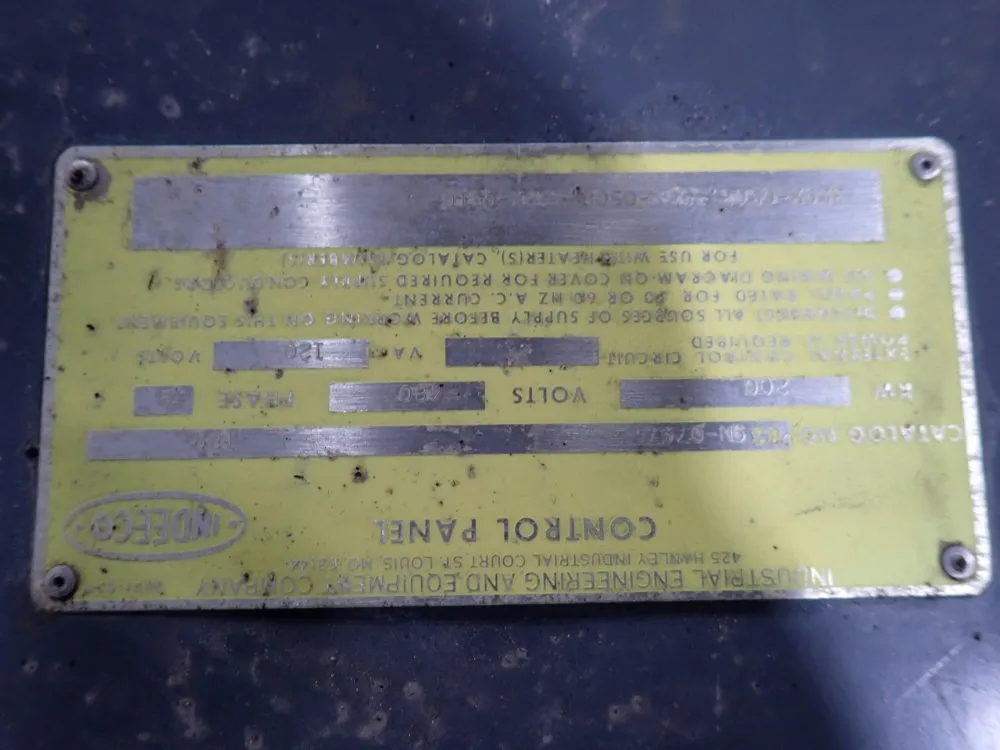 INDUSTRIAL ENGINEERING AND EQUIPMENT COMPANY
425 HANLEY INDUSTRIAL COURT ST. LOUIS, MO.
CONTROL PANEL
INDEECO
CATALOG NO.
KW 200 VOLTS 480 PHASE
EXTERNAL CONTROL CIRCUIT VA VOLTS 120
POWER IF REQUIRED
DISCONNECT ALL SOURCES OF SUPPLY BEFORE WORKING ON THIS EQUIPMENT
PANEL RATED FOR 50 OR 60 HZ A.C. CURRENT
SEE WIRING DIAGRAM ON COVER FOR REQUIRED SUPPLY CONDUCTORS.
FOR USE WITH HEATER(S), CATALOG NUMBER(S)